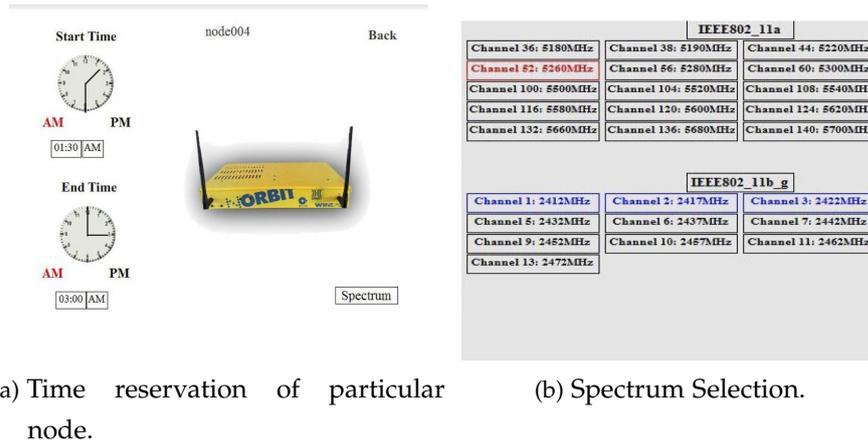 Start Time
node004
Back
AM PM
01:30 AM
End Time
AM PM
03:00 AM
ORBIT
Spectrum
a) Time reservation of particular
node.
IEEE802_11a
Channel 36: 5180MHz Channel 38: 5190MHz Channel 44: 5220MHz
Channel 52: 5260MHz Channel 56: 5280MHz Channel 60: 5300MHz
Channel 100: 5500MHz Channel 104: 5520MHz Channel 108: 5540MH
Channel 116: 5580MHz Channel 120: 5600MHz Channel 124: 5620MH
Channel 132: 5660MHz Channel 136: 5680MHz Channel 140: 5700MH
IEEE802_11b_g
Channel 1: 2412MHz Channel 2: 2417MHz Channel 3: 2422MHz
Channel 5: 2432MHz Channel 6: 2437MHz Channel 7: 2442MHz
Channel 9: 2452MHz Channel 10: 2457MHz Channel 11: 2462MHz
Channel 13: 2472MHz
(b) Spectrum Selection.